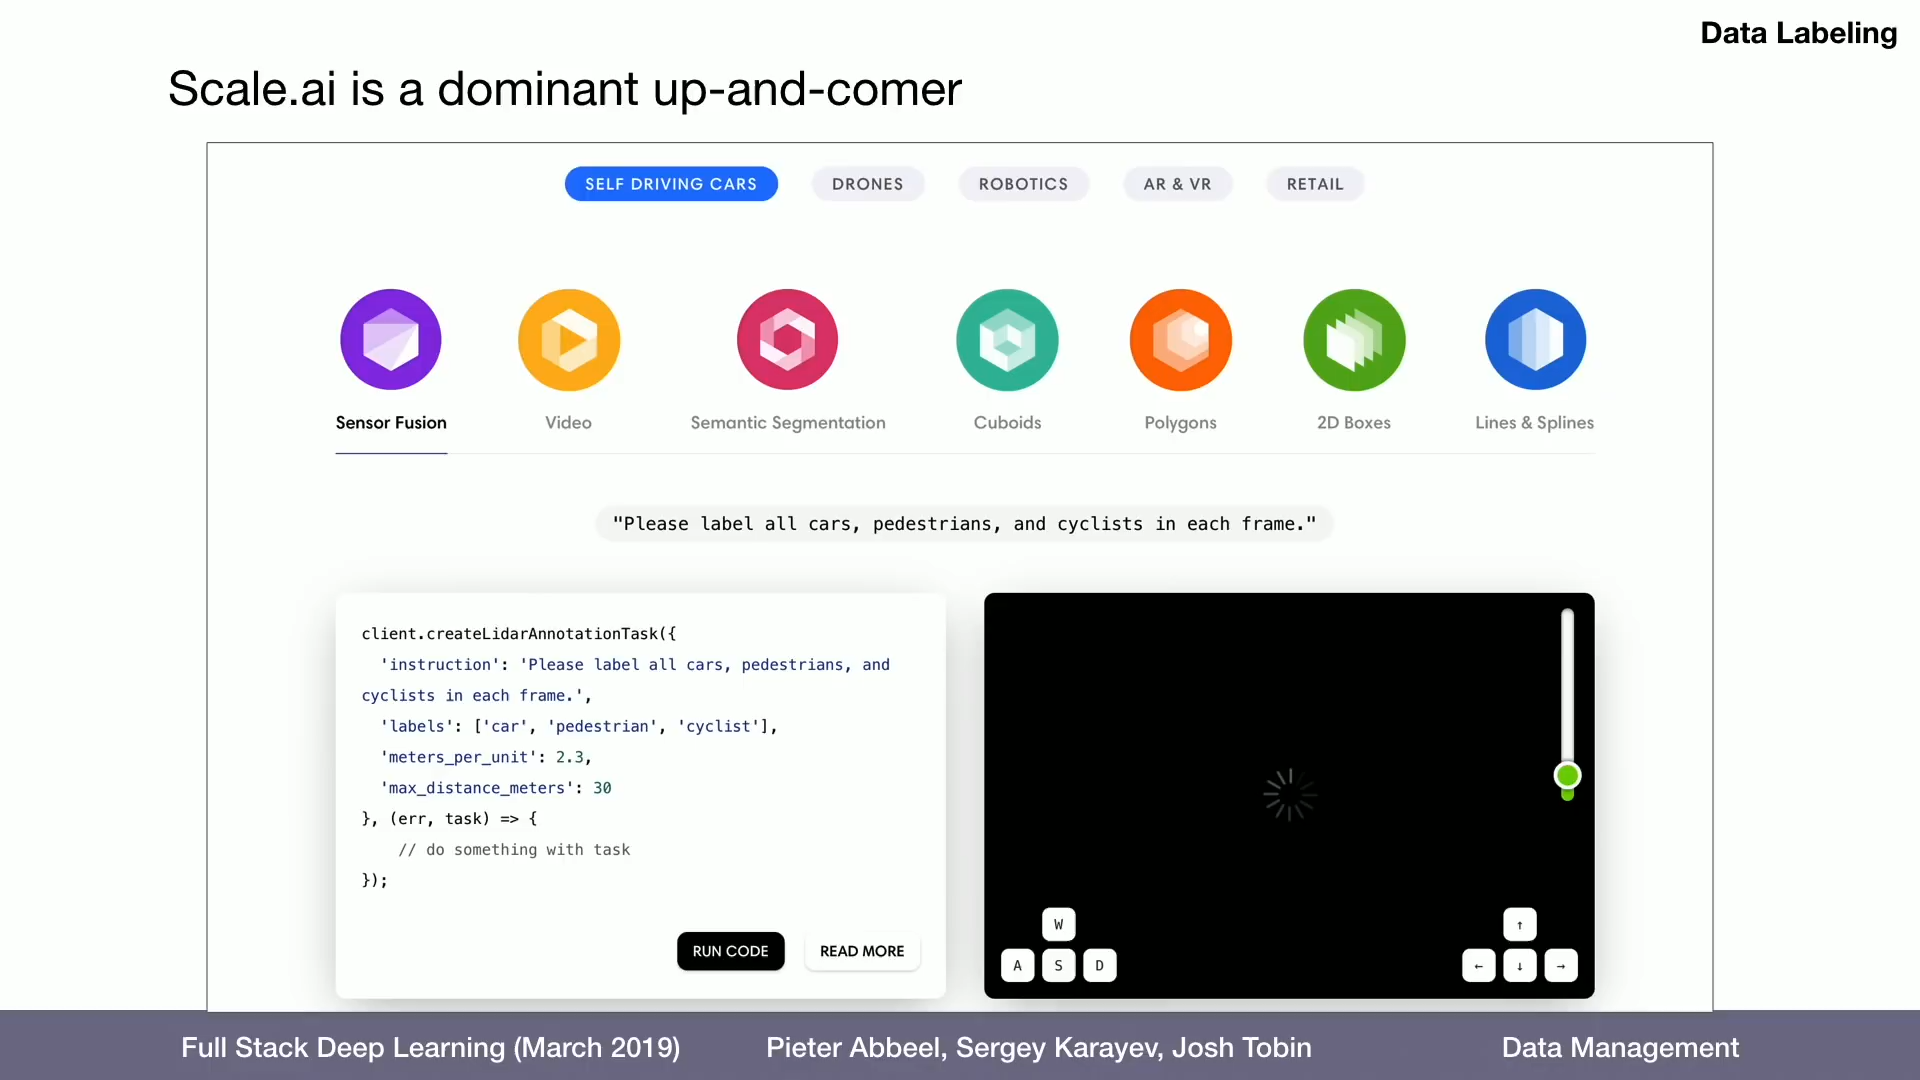 Data Labeling
Scale.ai is a dominant up-and-comer
SELF DRIVING CARS
DRONES
ROBOTICS
AR & VR
RETAIL
Sensor Fusion
Video
Semantic Segmentation
Cuboids
Polygons
2D Boxes
Lines & Splines
"Please label all cars, pedestrians, and cyclists in each frame."
client.createLidarAnnotationTask({
'instruction': 'Please label all cars, pedestrians, and
cyclists in each frame.',
'labels': ['car', 'pedestrian', 'cyclist'],
'meters_per_unit': 2.3,
'max_distance_meters': 30
}, (err, task) => {
// do something with task
});
RUN CODE
READ MORE
W
A
S
D
↑
←
↓
→
Full Stack Deep Learning (March 2019)
Pieter Abbeel, Sergey Karayev, Josh Tobin
Data Management